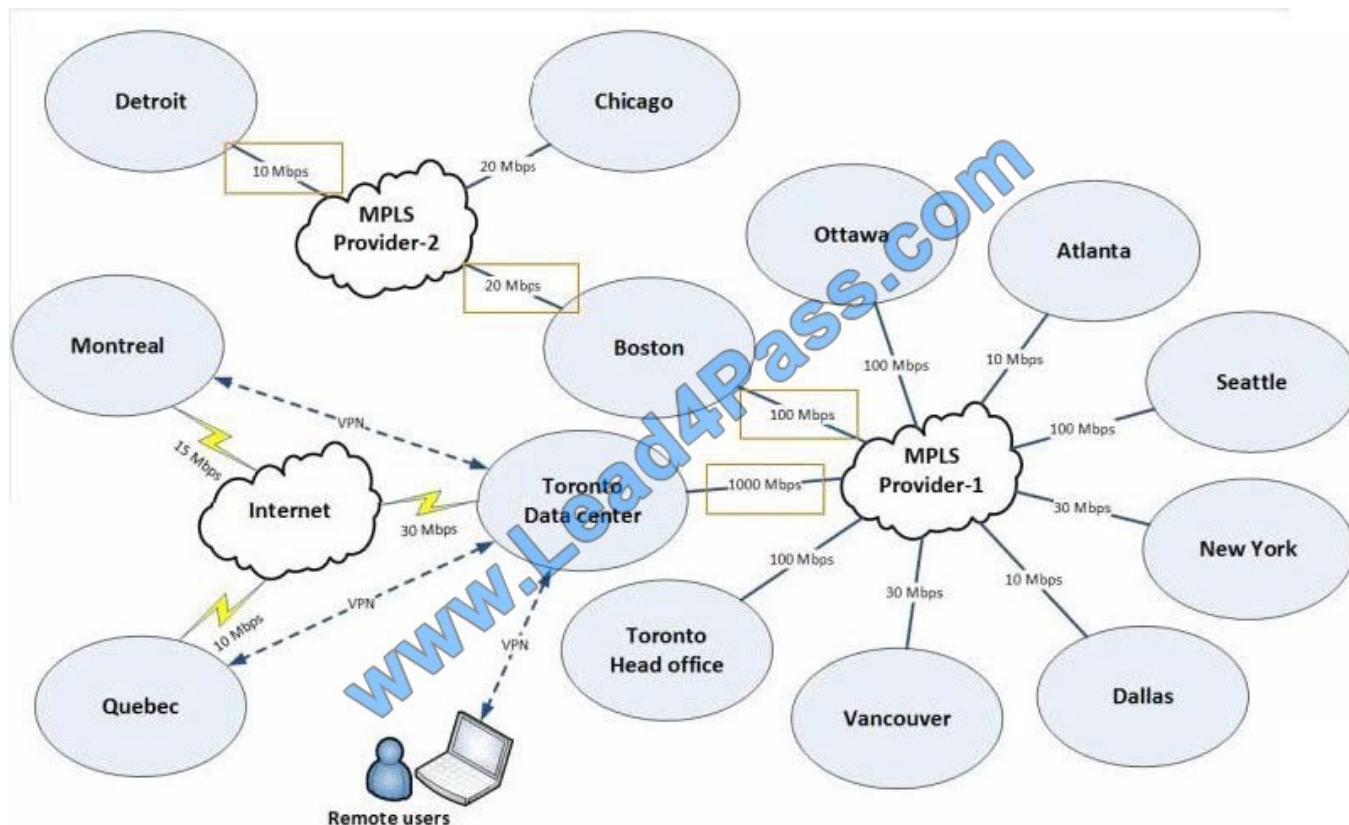 Detroit
Chicago
10 Mbps
20 Mbps
MPLS
Provider-2
20 Mbps
Ottawa
Atlanta
Montreal
Boston
100 Mbps
10 Mbps
Seattle
100 Mbps
100 Mbps
VPN
15 Mbps
Internet
30 Mbps
Toronto
Data center
1000 Mbps
MPLS
Provider-1
30 Mbps
New York
VPN
10 Mbps
100 Mbps
30 Mbps
10 Mbps
VPN
Toronto
Head office
Quebec
Vancouver
Dallas
Remote users
www.Lead4Pass.com